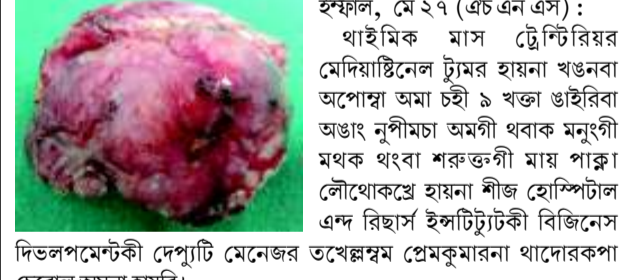 ইম্ফাল, মে ২৭ (এচ এন এস) :
থাইমিক মাস ট্রেন্টিরিয়র
মেদিয়াষ্টিনেল ট্যুমর হায়না খঙনবা
অপোম্বা অমা চহী ৯ খক্তা ঙাইরিবা
অঙাং নুপীমচা অমগী থবাক মনুংগী
মথক থংবা শরুক্তগী মায় পাক্না
লৌথোকখ্রে হায়না শীজ হোস্পিটাল
এন্দ রিছার্স ইন্সটিট্যুটকী বিজিনেস
দিভলপমেন্টকী দেপ্যুটি মেনেজর তখেল্লম্বম প্রেমকুমারনা থাদোরকপা